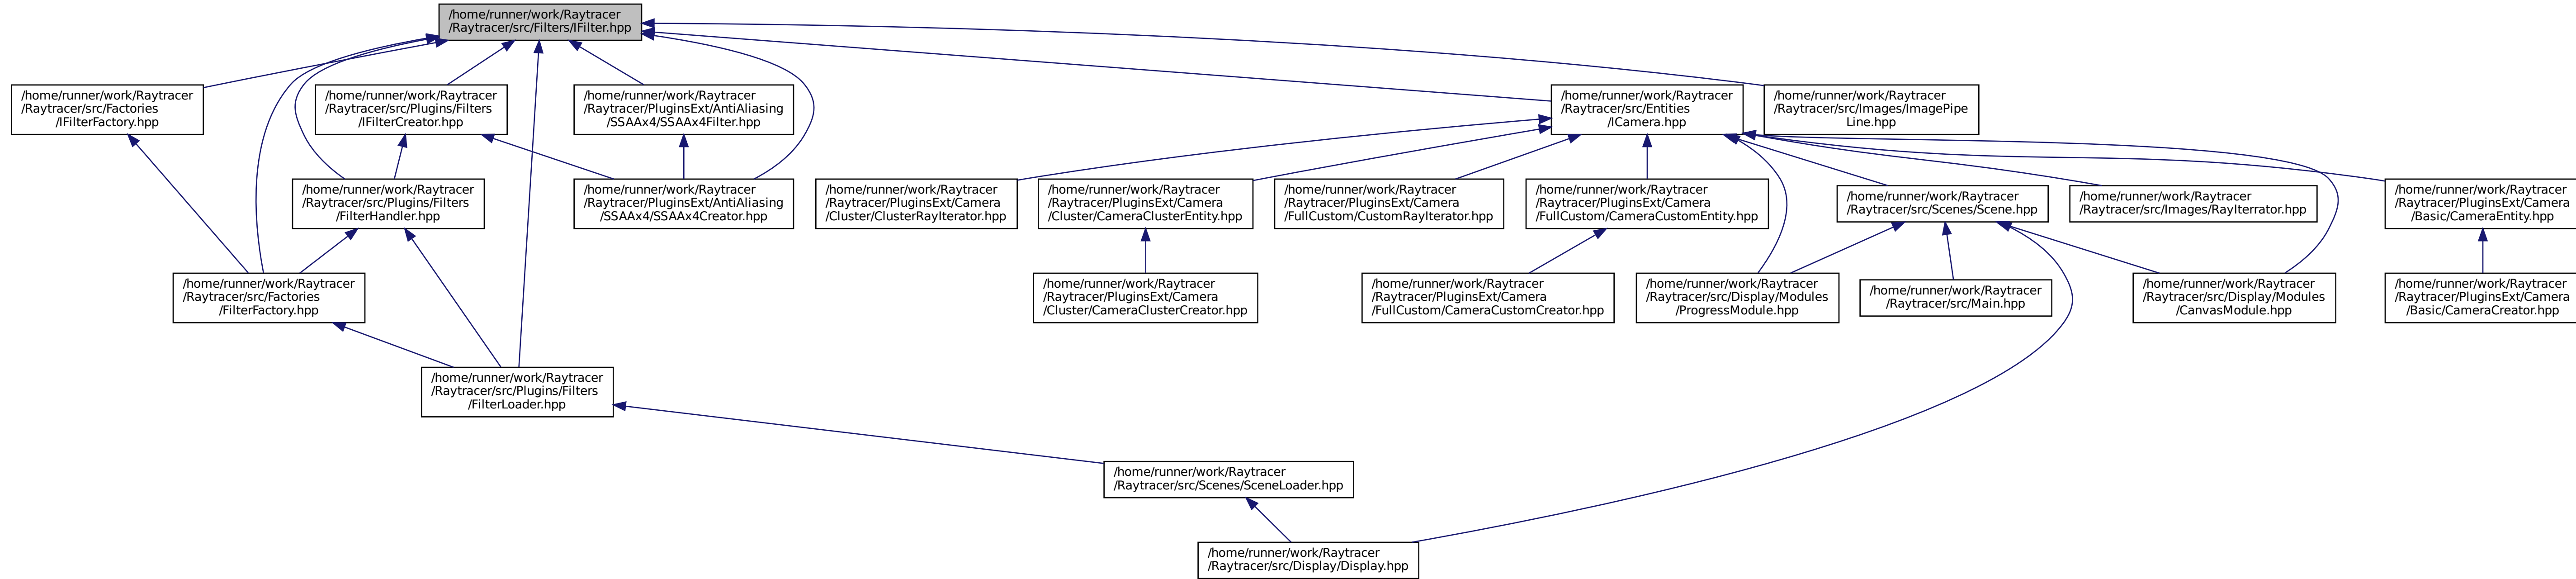 /home/runner/work/Raytracer
/Raytracer/src/Filters/IFilter.hpp
/home/runner/work/Raytracer
/Raytracer/src/Factories
/IFilterFactory.hpp
/home/runner/work/Raytracer
/Raytracer/src/Plugins/Filters
/IFilterCreator.hpp
/home/runner/work/Raytracer
/Raytracer/PluginsExt/AntiAliasing
/SSAAx4/SSAAx4Filter.hpp
/home/runner/work/Raytracer
/Raytracer/src/Entities
/ICamera.hpp
/home/runner/work/Raytracer
/Raytracer/src/Images/ImagePipe
Line.hpp
/home/runner/work/Raytracer
/Raytracer/src/Plugins/Filters
/FilterHandler.hpp
/home/runner/work/Raytracer
/Raytracer/PluginsExt/AntiAliasing
/SSAAx4/SSAAx4Creator.hpp
/home/runner/work/Raytracer
/Raytracer/PluginsExt/Camera
/Cluster/ClusterRayIterator.hpp
/home/runner/work/Raytracer
/Raytracer/PluginsExt/Camera
/Cluster/CameraClusterEntity.hpp
/home/runner/work/Raytracer
/Raytracer/PluginsExt/Camera
/FullCustom/CustomRayIterator.hpp
/home/runner/work/Raytracer
/Raytracer/PluginsExt/Camera
/FullCustom/CameraCustomEntity.hpp
/home/runner/work/Raytracer
/Raytracer/src/Scenes/Scene.hpp
/home/runner/work/Raytracer
/Raytracer/src/Images/RayIterrator.hpp
/home/runner/work/Raytracer
/Raytracer/PluginsExt/Camera
/Basic/CameraEntity.hpp
/home/runner/work/Raytracer
/Raytracer/src/Factories
/FilterFactory.hpp
/home/runner/work/Raytracer
/Raytracer/PluginsExt/Camera
/Cluster/CameraClusterCreator.hpp
/home/runner/work/Raytracer
/Raytracer/PluginsExt/Camera
/FullCustom/CameraCustomCreator.hpp
/home/runner/work/Raytracer
/Raytracer/src/Display/Modules
/ProgressModule.hpp
/home/runner/work/Raytracer
/Raytracer/src/Main.hpp
/home/runner/work/Raytracer
/Raytracer/src/Display/Modules
/CanvasModule.hpp
/home/runner/work/Raytracer
/Raytracer/PluginsExt/Camera
/Basic/CameraCreator.hpp
/home/runner/work/Raytracer
/Raytracer/src/Plugins/Filters
/FilterLoader.hpp
/home/runner/work/Raytracer
/Raytracer/src/Scenes/SceneLoader.hpp
/home/runner/work/Raytracer
/Raytracer/src/Display/Display.hpp